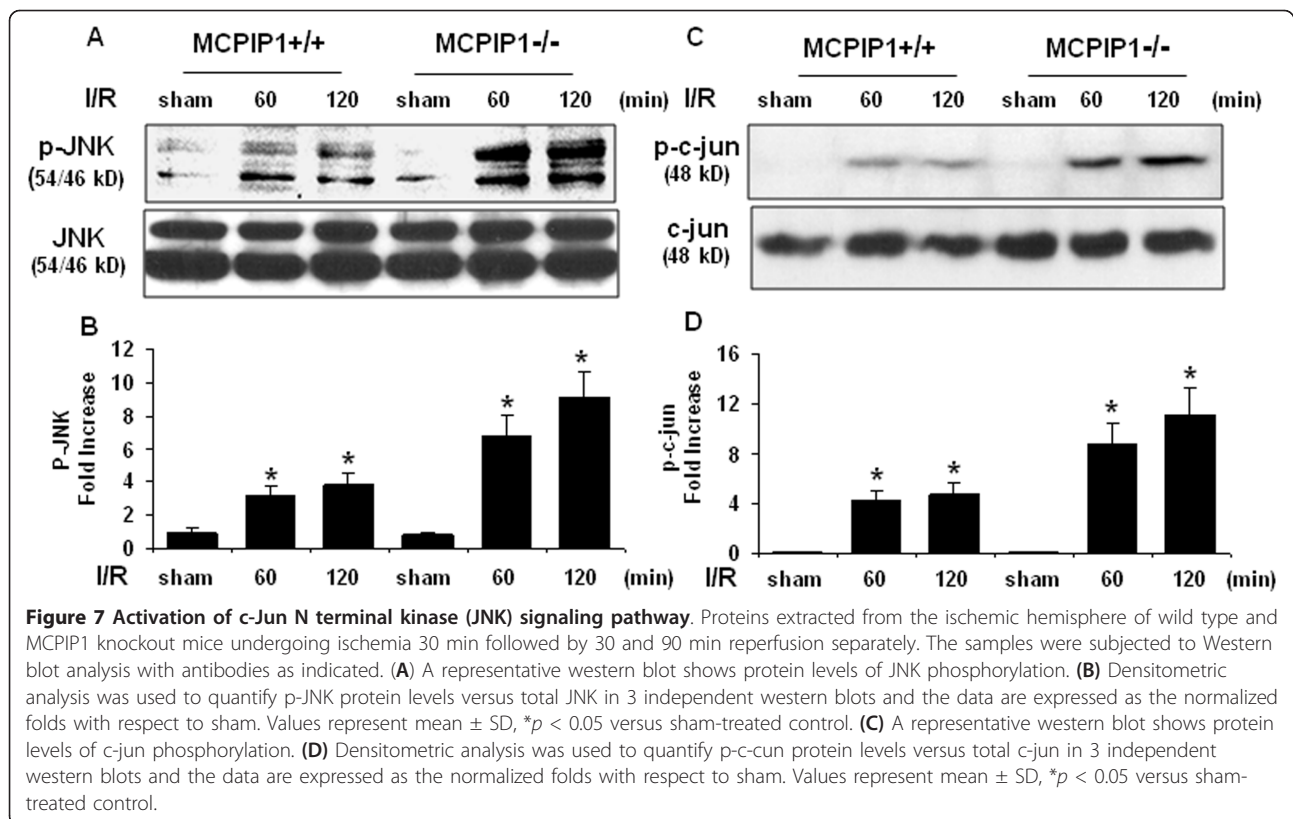 A MCPIP1+/+ MCPIP1-/- C MCPIP1+/+ MCPIP1-/-
I/R sham 60 120 sham 60 120 (min) I/R sham 60 120 sham 60 120 (min)
p-JNK
(54/46 kD)
JNK
(54/46 kD)
p-c-jun
(48 kD)
c-jun
(48 kD)
B
P-JNK
Fold Increase
12
10
8
6
4
2
0
* * * *
I/R sham 60 120 sham 60 120 (min)
D
p-c-jun
Fold Increase
16
12
8
4
0
* * * *
I/R sham 60 120 sham 60 120 (min)
Figure 7 Activation of c-Jun N terminal kinase (JNK) signaling pathway. Proteins extracted from the ischemic hemisphere of wild type and
MCPIP1 knockout mice undergoing ischemia 30 min followed by 30 and 90 min reperfusion separately. The samples were subjected to Western
blot analysis with antibodies as indicated. (A) A representative western blot shows protein levels of JNK phosphorylation. (B) Densitometric
analysis was used to quantify p-JNK protein levels versus total JNK in 3 independent western blots and the data are expressed as the normalized
folds with respect to sham. Values represent mean ± SD, *p < 0.05 versus sham-treated control. (C) A representative western blot shows protein
levels of c-jun phosphorylation. (D) Densitometric analysis was used to quantify p-c-cun protein levels versus total c-jun in 3 independent
western blots and the data are expressed as the normalized folds with respect to sham. Values represent mean ± SD, *p < 0.05 versus sham-
treated control.